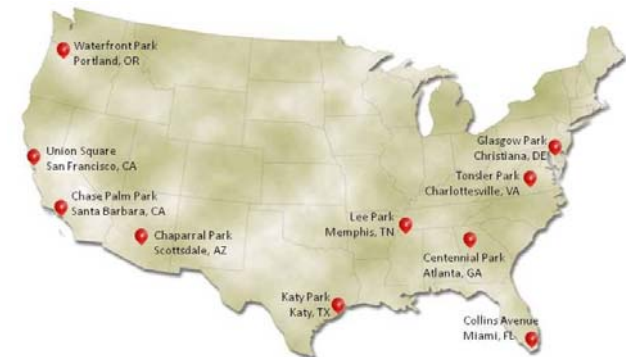 Waterfront Park
Portland, OR
Union Square
San Francisco, CA
Chase Palm Park
Santa Barbara, CA
Chaparral Park
Scottsdale, AZ
Katy Park
Katy, TX
Lee Park
Memphis, TN
Glasgow Park
Christiana, DE
Tonsler Park
Charlottesville, VA
Centennial Park
Atlanta, GA
Collins Avenue
Miami, FL